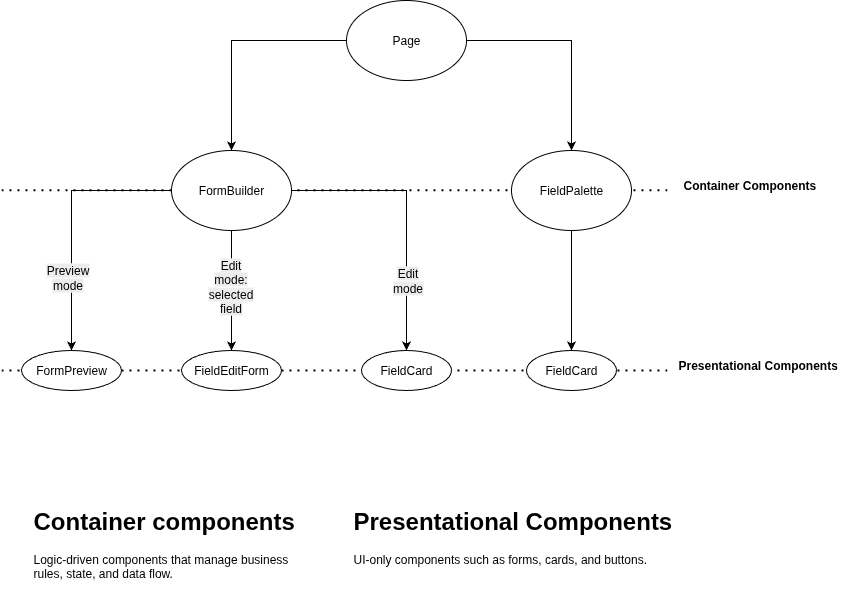 Page
FormBuilder
FieldPalette
Container Components
Preview
mode
Edit
mode:
selected
field
Edit
mode
FormPreview
FieldEditForm
FieldCard
FieldCard
Presentational Components
Container components
Logic-driven components that manage business
rules, state, and data flow.
Presentational Components
UI-only components such as forms, cards, and buttons.